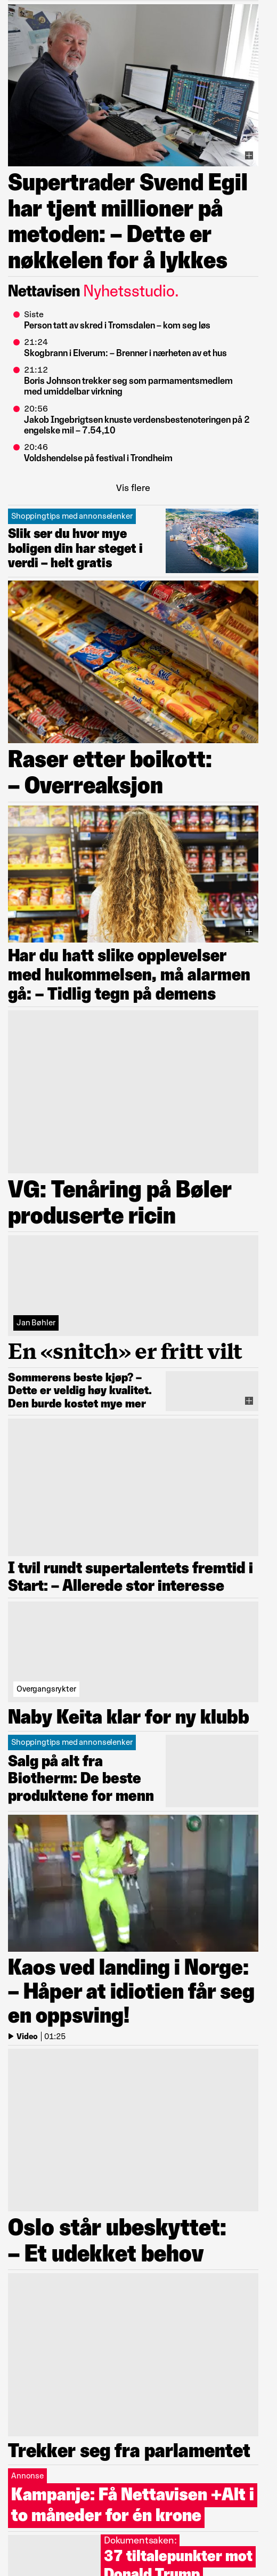 Supertrader Svend Egil
har tjent millioner på
metoden: – Dette er
nøkkelen for å lykkes
Nettavisen Nyhetsstudio.
Siste
Person tatt av skred i Tromsdalen – kom seg løs
21:24
Skogbrann i Elverum: – Brenner i nærheten av et hus
21:12
Boris Johnson trekker seg som parmamentsmedlem
med umiddelbar virkning
20:56
Jakob Ingebrigtsen knuste verdensbestenoteringen på 2
engelske mil – 7.54,10
20:46
Voldshendelse på festival i Trondheim
Vis flere
Shoppingtips med annonselenker
Slik ser du hvor mye
boligen din har steget i
verdi – helt gratis
Raser etter boikott:
– Overreaksjon
Har du hatt slike opplevelser
med hukommelsen, må alarmen
gå: – Tidlig tegn på demens
VG: Tenåring på Bøler
produserte ricin
Jan Bøhler
En «snitch» er fritt vilt
Sommerens beste kjøp? –
Dette er veldig høy kvalitet.
Den burde kostet mye mer
I tvil rundt supertalentets fremtid i
Start: – Allerede stor interesse
Overgangsrykter
Naby Keita klar for ny klubb
Shoppingtips med annonselenker
Salg på alt fra
Biotherm: De beste
produktene for menn
Kaos ved landing i Norge:
– Håper at idiotien får seg
en oppsving!
Video | 01:25
Oslo står ubeskyttet:
– Et udekket behov
Trekker seg fra parlamentet
Annonse
Kampanje: Få Nettavisen +Alt i
to måneder for én krone
Dokumentsaken:
37 tiltalepunkter mot
Donald Trump